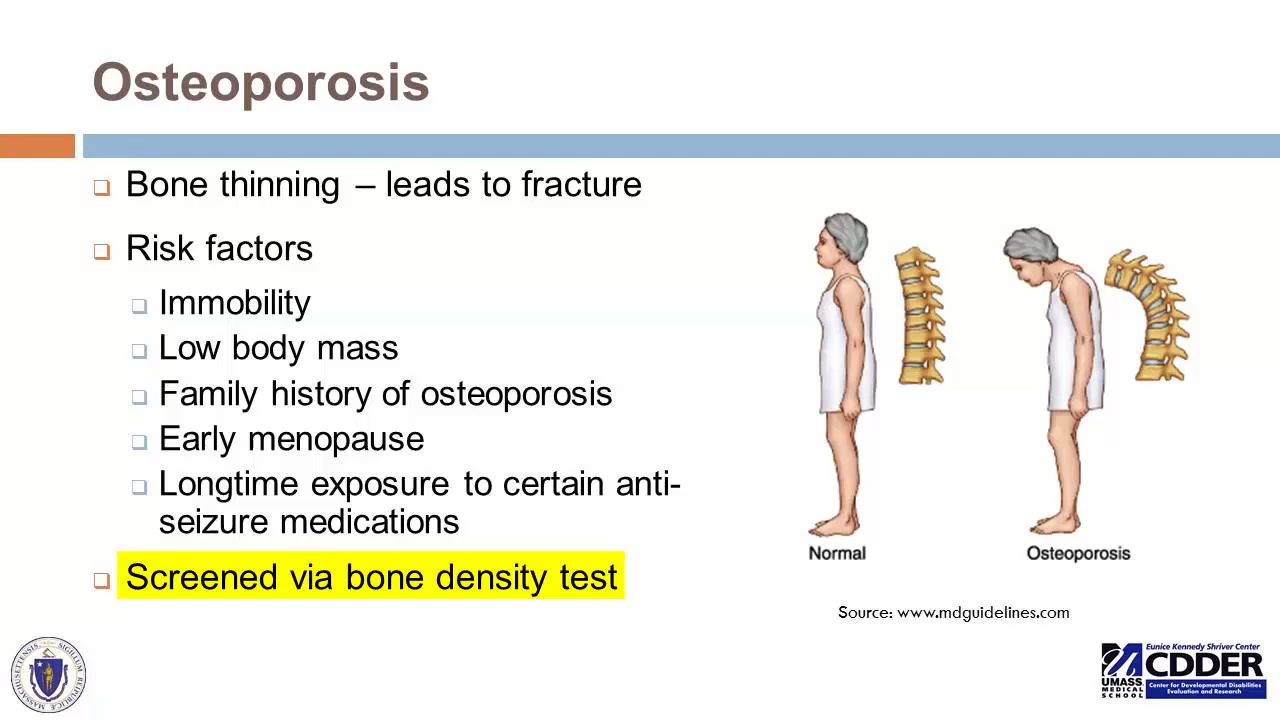 Osteoporosis
Bone thinning – leads to fracture
Risk factors
Immobility
Low body mass
Family history of osteoporosis
Early menopause
Longtime exposure to certain anti-
seizure medications
Screened via bone density test
Normal
Osteoporosis
Source: www.mdguidelines.com
Eunice Kennedy Shriver Center
CDDER
UMASS
MEDICAL
SCHOOL
Center for Developmental Disabilities
Evaluation and Research